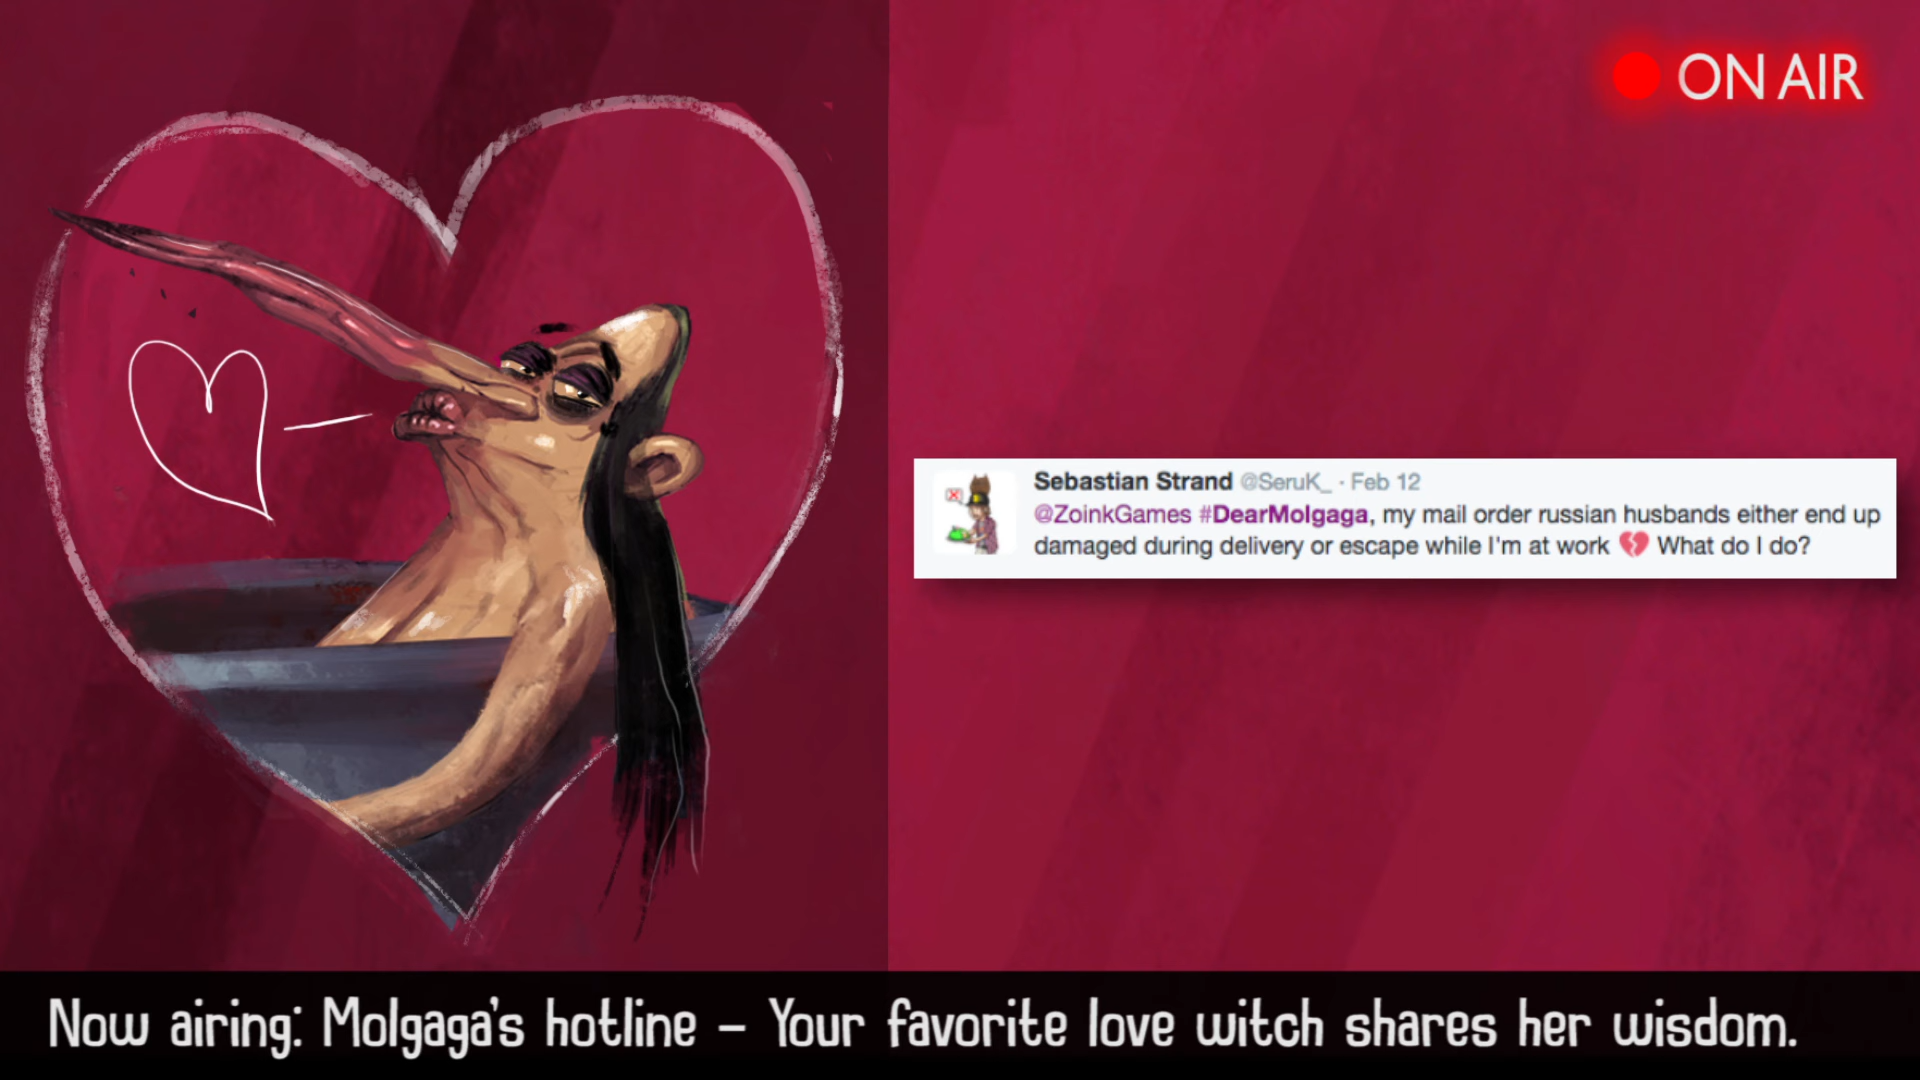 ON AIR
Sebastian Strand @SeruK_ · Feb 12
@ZoinkGames #DearMolgaga, my mail order russian husbands either end up
damaged during delivery or escape while I'm at work 💔 What do I do?
Now airing: Molgaga's hotline – Your favorite love witch shares her wisdom.